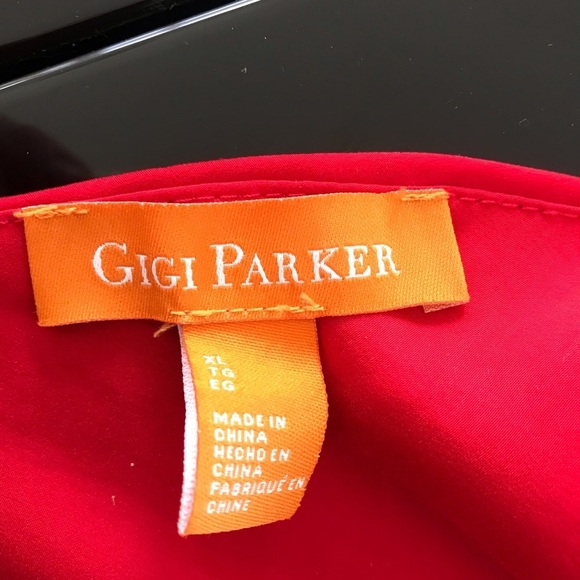 GIGI PARKER
XL
TG
EG
MADE IN
CHINA
HECHO EN
CHINA
FABRIQUÉ EN
CHINE